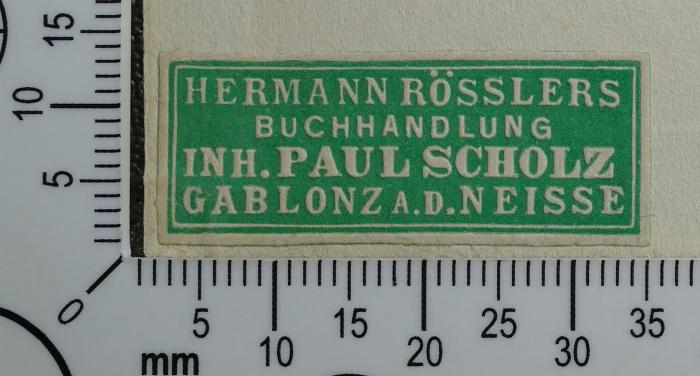 HERMANN RÖSSLERS
BUCHHANDLUNG
INH. PAUL SCHOLZ
GABLONZ A.D. NEISSE
15
10
5
0
5
10
15
20
25
30
35
mm